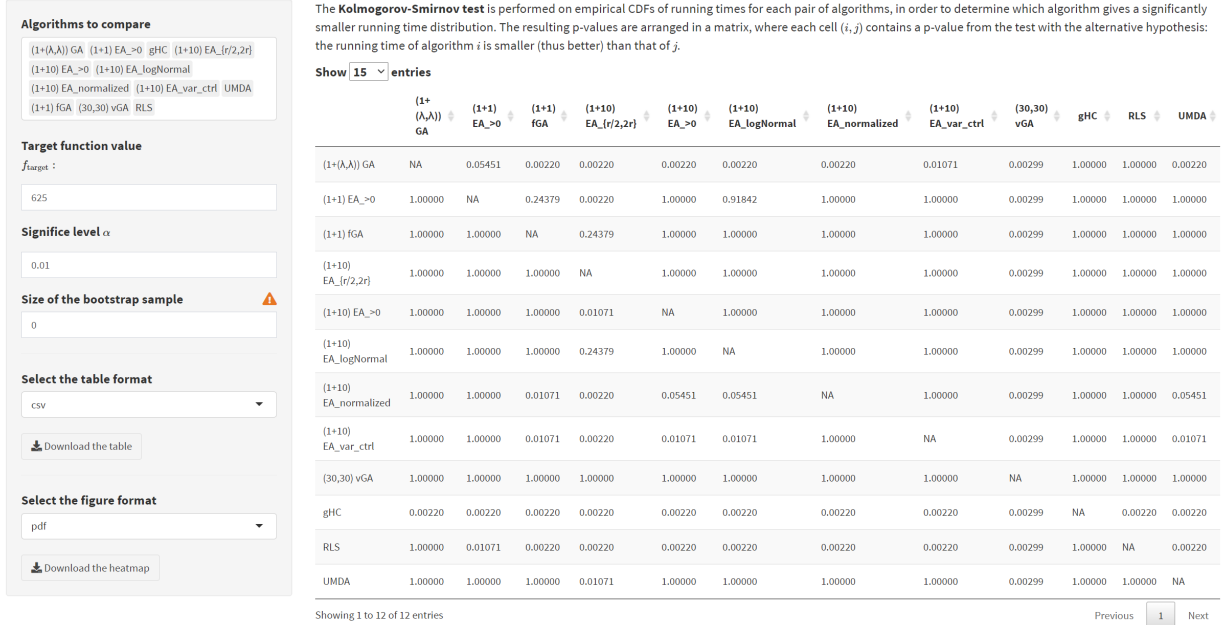 Algorithms to compare
(1+(λ,λ)) GA (1+1) EA_>0 gHC (1+10) EA_{r/2,2r}
(1+10) EA_>0 (1+10) EA_logNormal
(1+10) EA_normalized (1+10) EA_var_ctrl UMDA
(1+1) fGA (30,30) vGA RLS
Target function value
f_target :
625
Significe level α
0.01
Size of the bootstrap sample
0
Select the table format
csv
Download the table
Select the figure format
pdf
Download the heatmap
The Kolmogorov-Smirnov test is performed on empirical CDFs of running times for each pair of algorithms, in order to determine which algorithm gives a significantly
smaller running time distribution. The resulting p-values are arranged in a matrix, where each cell (i, j) contains a p-value from the test with the alternative hypothesis:
the running time of algorithm i is smaller (thus better) than that of j.
Show 15 entries
(1+ (λ,λ)) GA (1+1) EA_>0 (1+1) fGA (1+10) EA_{r/2,2r} (1+10) EA_>0 (1+10) EA_logNormal (1+10) EA_normalized (1+10) EA_var_ctrl (30,30) vGA gHC RLS UMDA
(1+(λ,λ)) GA NA 0.05451 0.00220 0.00220 0.00220 0.00220 0.00220 0.01071 0.00299 1.00000 1.00000 0.00220
(1+1) EA_>0 1.00000 NA 0.24379 0.00220 1.00000 0.91842 1.00000 1.00000 0.00299 1.00000 1.00000 1.00000
(1+1) fGA 1.00000 1.00000 NA 0.24379 1.00000 1.00000 1.00000 1.00000 0.00299 1.00000 1.00000 1.00000
(1+10)
EA_{r/2,2r} 1.00000 1.00000 1.00000 NA 1.00000 1.00000 1.00000 1.00000 0.00299 1.00000 1.00000 1.00000
(1+10) EA_>0 1.00000 1.00000 1.00000 0.01071 NA 1.00000 1.00000 1.00000 0.00299 1.00000 1.00000 1.00000
(1+10)
EA_logNormal 1.00000 1.00000 1.00000 0.24379 1.00000 NA 1.00000 1.00000 0.00299 1.00000 1.00000 1.00000
(1+10)
EA_normalized 1.00000 1.00000 0.01071 0.00220 0.05451 0.05451 NA 1.00000 0.00299 1.00000 1.00000 0.05451
(1+10)
EA_var_ctrl 1.00000 1.00000 0.01071 0.00220 0.01071 0.01071 1.00000 NA 0.00299 1.00000 1.00000 0.01071
(30,30) vGA 1.00000 1.00000 1.00000 1.00000 1.00000 1.00000 1.00000 1.00000 NA 1.00000 1.00000 1.00000
gHC 0.00220 0.00220 0.00220 0.00220 0.00220 0.00220 0.00220 0.00220 0.00299 NA 0.00220 0.00220
RLS 1.00000 0.01071 0.00220 0.00220 0.00220 0.00220 0.00220 0.00220 0.00299 1.00000 NA 0.00220
UMDA 1.00000 1.00000 1.00000 0.01071 1.00000 1.00000 1.00000 1.00000 0.00299 1.00000 1.00000 NA
Showing 1 to 12 of 12 entries
Previous 1 Next